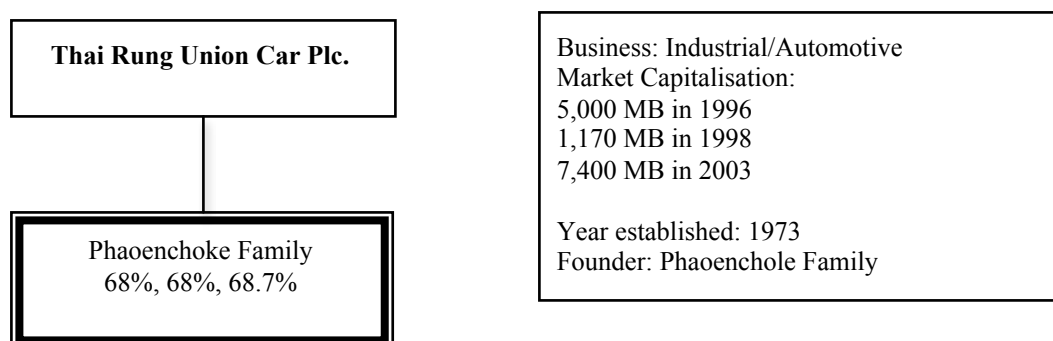 Thai Rung Union Car Plc.
Phaoenchoke Family
68%, 68%, 68.7%
Business: Industrial/Automotive
Market Capitalisation:
5,000 MB in 1996
1,170 MB in 1998
7,400 MB in 2003
Year established: 1973
Founder: Phaoenchole Family